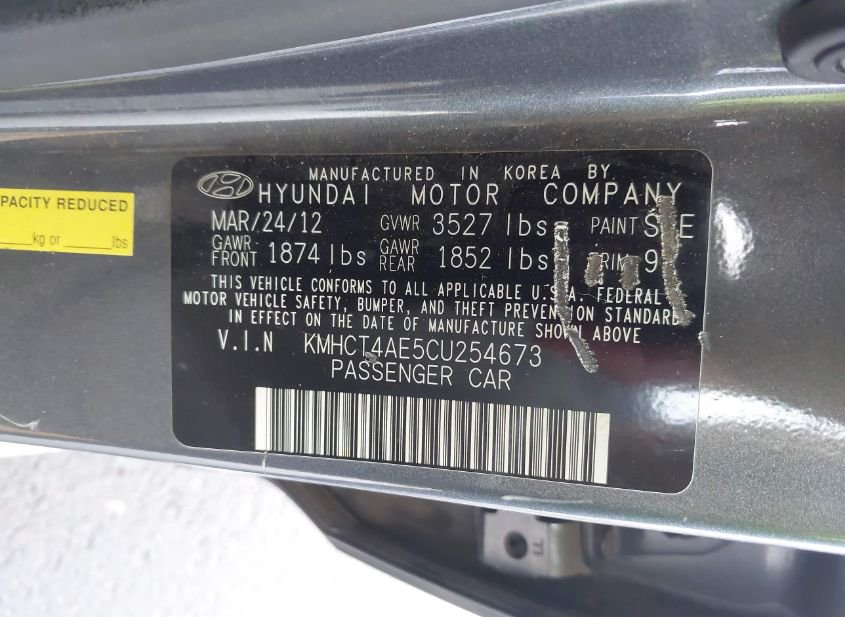 MANUFACTURED IN KOREA BY
HYUNDAI MOTOR COMPANY
MAR/24/12 GVWR 3527 lbs PAINT
GAWR FRONT 1874 lbs GAWR REAR 1852 lbs
THIS VEHICLE CONFORMS TO ALL APPLICABLE U.S.A. FEDERAL
MOTOR VEHICLE SAFETY, BUMPER, AND THEFT PREVENTION STANDARDS
IN EFFECT ON THE DATE OF MANUFACTURE SHOWN ABOVE
V.I.N KMHCT4AE5CU254673
PASSENGER CAR
REDUCED
kg or lbs
LL